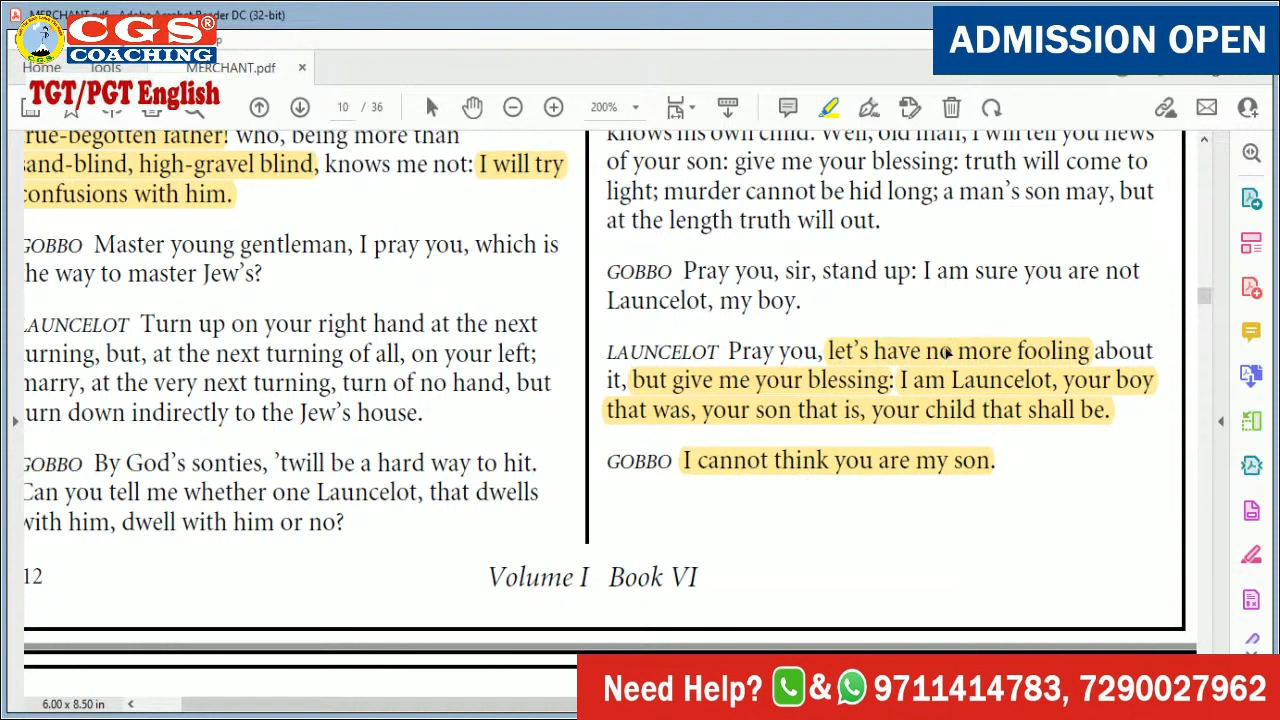 MERCHANT.pdf - Adobe Acrobat Reader DC (32-bit)
CGS®
COACHING
C.G.S.
TGT/PGT English
ADMISSION OPEN
Home Tools MERCHANT.pdf ×
10 / 36 200%
rue-begotten father! who, being more than
sand-blind, high-gravel blind, knows me not: I will try
confusions with him.
GOBBO Master young gentleman, I pray you, which is
he way to master Jew's?
LAUNCELOT Turn up on your right hand at the next
urning, but, at the next turning of all, on your left;
marry, at the very next turning, turn of no hand, but
urn down indirectly to the Jew's house.
GOBBO By God's sonties, 'twill be a hard way to hit.
Can you tell me whether one Launcelot, that dwells
with him, dwell with him or no?
knows his own child. Well, old man, I will tell you news
of your son: give me your blessing: truth will come to
light; murder cannot be hid long; a man's son may, but
at the length truth will out.
GOBBO Pray you, sir, stand up: I am sure you are not
Launcelot, my boy.
LAUNCELOT Pray you, let's have no more fooling about
it, but give me your blessing: I am Launcelot, your boy
that was, your son that is, your child that shall be.
GOBBO I cannot think you are my son.
12
Volume I Book VI
6.00 x 8.50 in
Need Help? & 9711414783, 7290027962